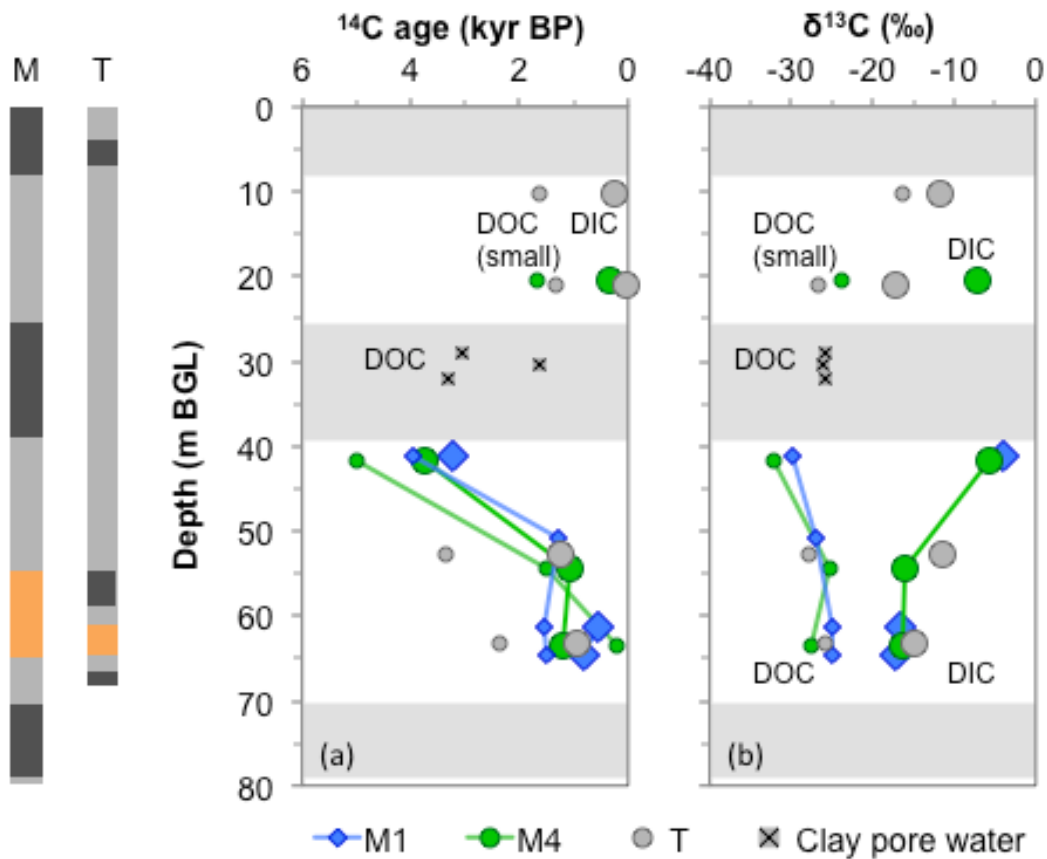 ¹⁴C age (kyr BP) δ¹³C (‰)
M T
6 4 2 0 -40 -30 -20 -10 0
0
10
20
30
40
50
60
70
80
Depth (m BGL)
DOC (small)
DIC
DOC
(a)
DOC (small)
DIC
DOC
DOC
DIC
(b)
M1 M4 T Clay pore water